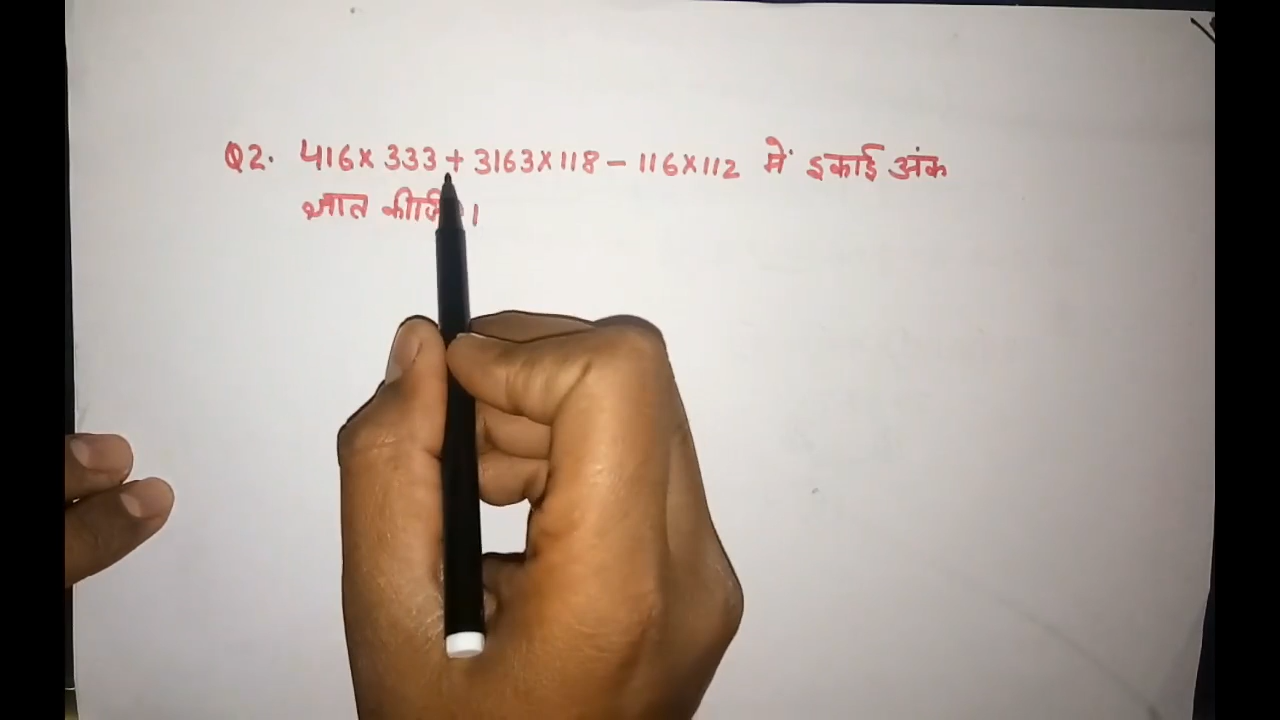 Q2. 416× 333 + 3163×118 − 116×112 में इकाई अंक
ज्ञात ।